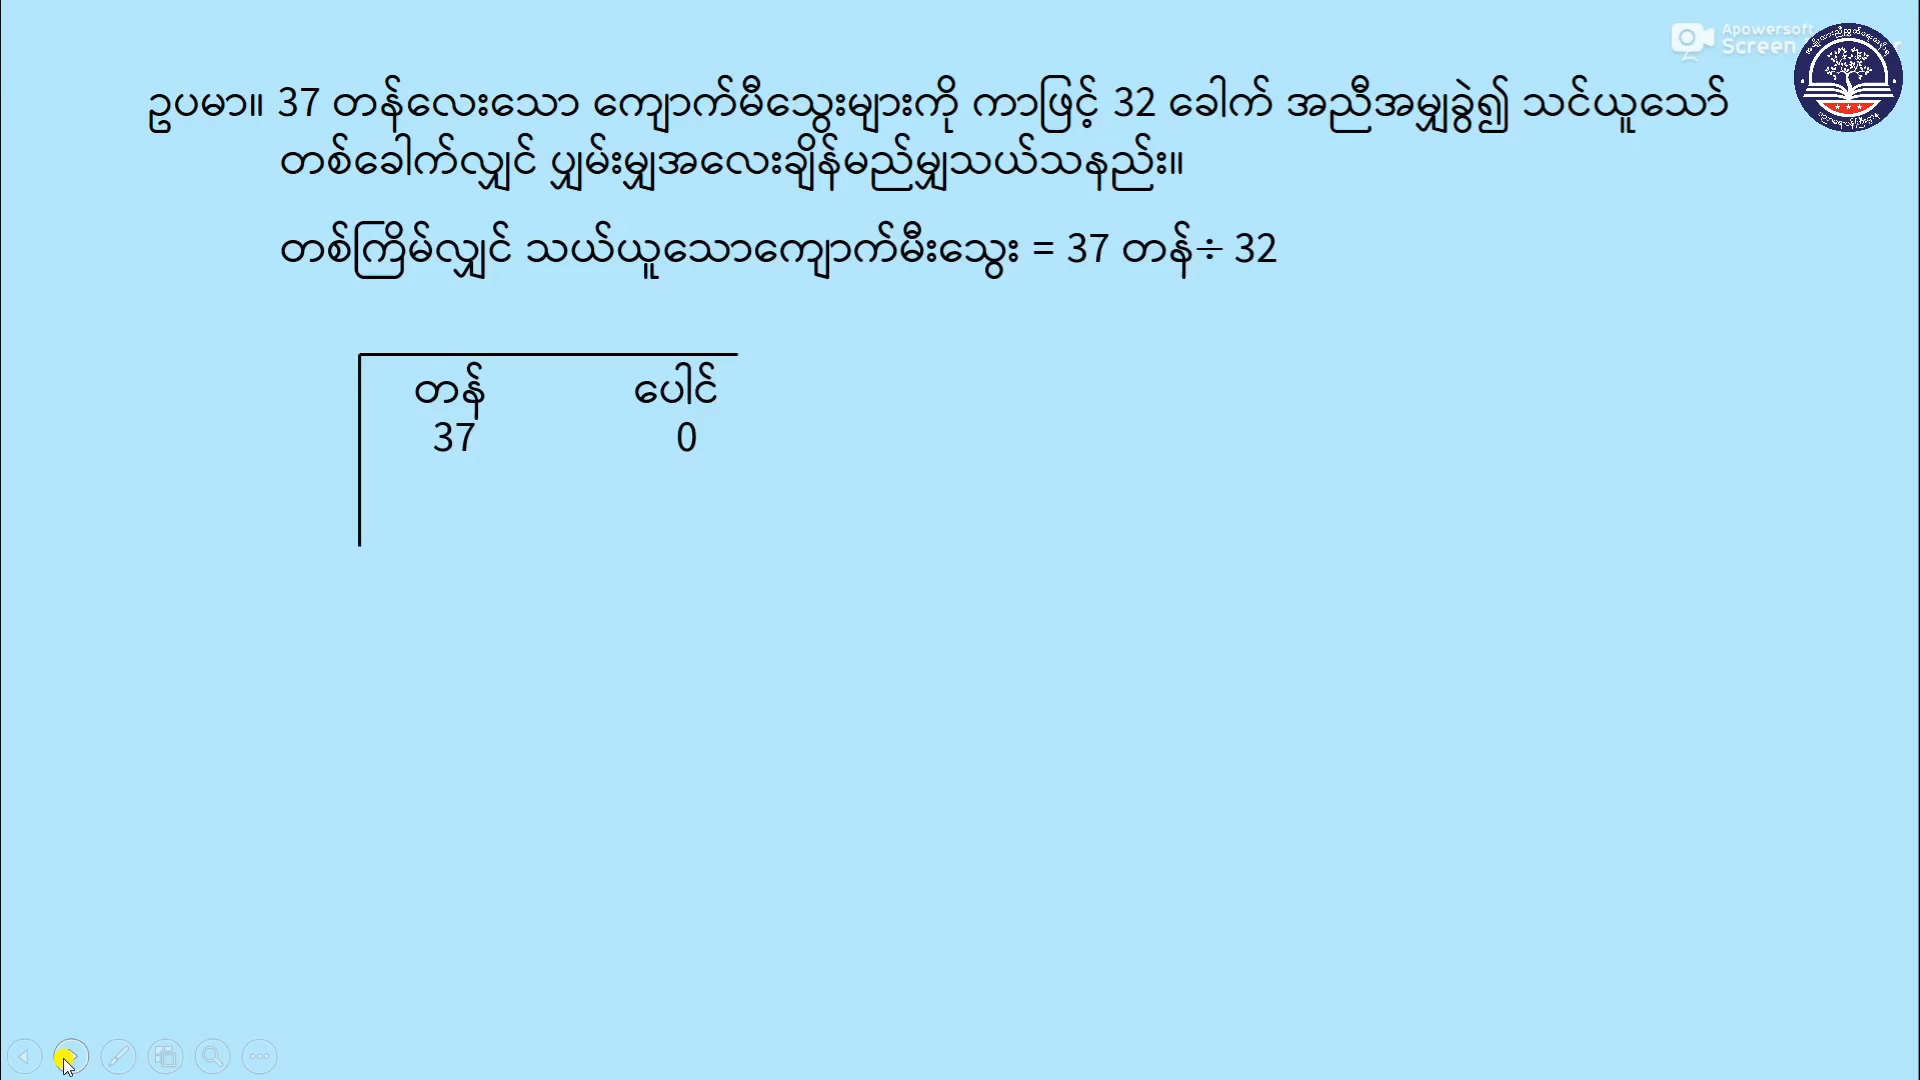 Apowersoft
Screen
ဥပမာ။ 37 တန်လေးသော ကျောက်မီသွေးများကို ကာဖြင့် 32 ခေါက် အညီအမျှခွဲ၍ သင်ယူသော်
တစ်ခေါက်လျှင် ပျှမ်းမျှအလေးချိန်မည်မျှသယ်သနည်း။
တစ်ကြိမ်လျှင် သယ်ယူသောကျောက်မီးသွေး = 37 တန်÷ 32
တန် ပေါင်
37 0